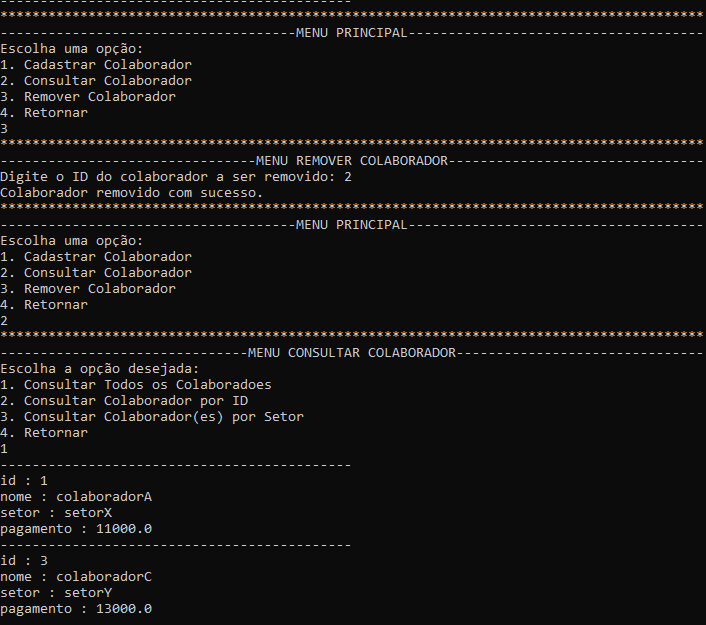 --------------------------------------------
****************************************************************************************
-------------------------------------MENU PRINCIPAL-------------------------------------
Escolha uma opção:
1. Cadastrar Colaborador
2. Consultar Colaborador
3. Remover Colaborador
4. Retornar
3
****************************************************************************************
--------------------------------MENU REMOVER COLABORADOR--------------------------------
Digite o ID do colaborador a ser removido: 2
Colaborador removido com sucesso.
****************************************************************************************
-------------------------------------MENU PRINCIPAL-------------------------------------
Escolha uma opção:
1. Cadastrar Colaborador
2. Consultar Colaborador
3. Remover Colaborador
4. Retornar
2
****************************************************************************************
-------------------------------MENU CONSULTAR COLABORADOR-------------------------------
Escolha a opção desejada:
1. Consultar Todos os Colaboradoes
2. Consultar Colaborador por ID
3. Consultar Colaborador(es) por Setor
4. Retornar
1
--------------------------------------------
id : 1
nome : colaboradorA
setor : setorX
pagamento : 11000.0
--------------------------------------------
id : 3
nome : colaboradorC
setor : setorY
pagamento : 13000.0